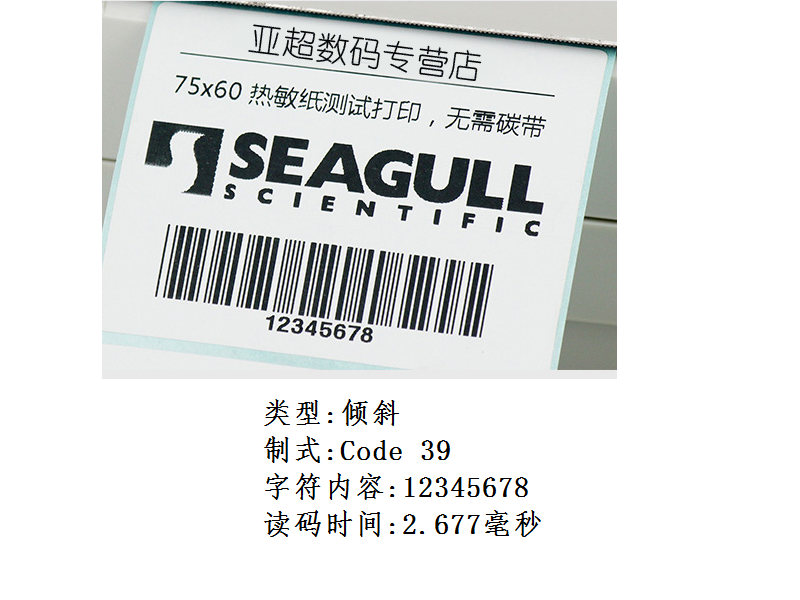 亚超数码专营店
75x60 热敏纸测试打印，无需碳带
SEAGULL
SCIENTIFIC
12345678
类型:倾斜
制式:Code 39
字符内容:12345678
读码时间:2.677毫秒